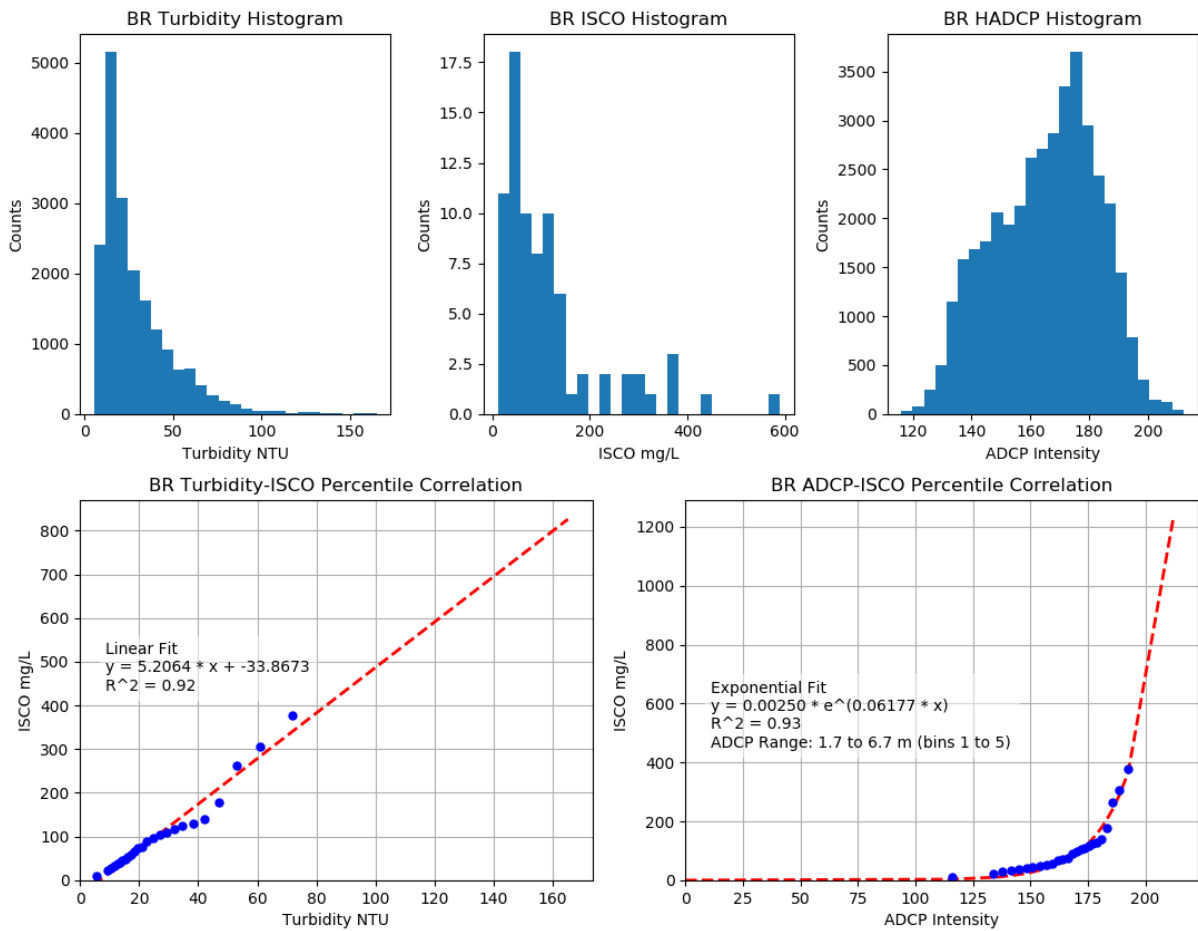 BR Turbidity Histogram
Counts
5000
4000
3000
2000
1000
0
0 50 100 150
Turbidity NTU
BR ISCO Histogram
Counts
17.5
15.0
12.5
10.0
7.5
5.0
2.5
0.0
0 200 400 600
ISCO mg/L
BR HADCP Histogram
Counts
3500
3000
2500
2000
1500
1000
500
0
120 140 160 180 200
ADCP Intensity
BR Turbidity-ISCO Percentile Correlation
ISCO mg/L
800
700
600
500
400
300
200
100
0
Linear Fit
y = 5.2064 * x + -33.8673
R^2 = 0.92
0 20 40 60 80 100 120 140 160
Turbidity NTU
BR ADCP-ISCO Percentile Correlation
ISCO mg/L
1200
1000
800
600
400
200
0
Exponential Fit
y = 0.00250 * e^(0.06177 * x)
R^2 = 0.93
ADCP Range: 1.7 to 6.7 m (bins 1 to 5)
0 25 50 75 100 125 150 175 200
ADCP Intensity